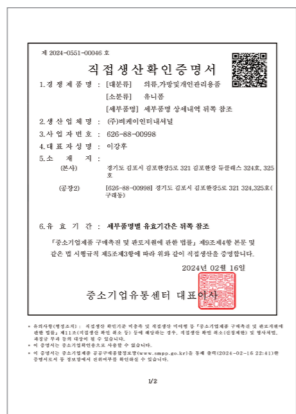 제 2024-0551-00046 호
직접생산확인증명서
1. 경 쟁 제 품 명 : [대분류] 의류,가방및개인관리용품
[소분류] 유니폼
[세부품명] 세부품명 상세내역 뒤쪽 참조
2. 생 산 업 체 명 : (주)여케이인터내셔널
3. 사 업 자 번 호 : 626-88-00998
4. 대 표 자 성 명 : 이강후
5. 소 재 지 :
(본사) 경기도 김포시 김포한강5로 321 김포한강 듀클래스 324호, 325
호
(공장2) [626-88-00998] 경기도 김포시 김포한강5로 321 324,325호(
구래동)
6. 유 효 기 간 : 세부품명별 유효기간은 뒤쪽 참조
「중소기업제품 구매촉진 및 판로지원에 관한 법률」 제9조제4항 본문 및
같은 법 시행규칙 제5조제3항에 따라 위와 같이 직접생산을 증명합니다.
2024년 02월 16일
중소기업유통센터 대표이사
1/2